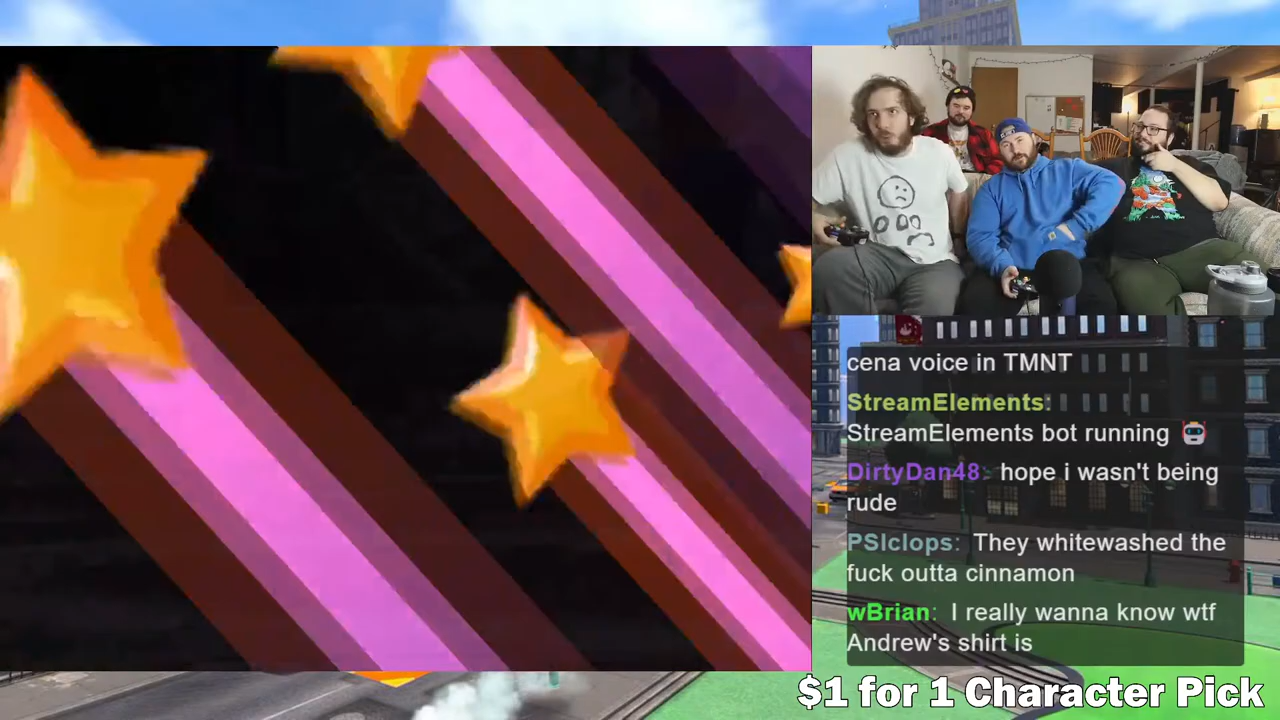 cena voice in TMNT
StreamElements:
StreamElements bot running
DirtyDan48: hope i wasn't being
rude
PSIclops: They whitewashed the
fuck outta cinnamon
wBrian: I really wanna know wtf
Andrew's shirt is
$1 for 1 Character Pick